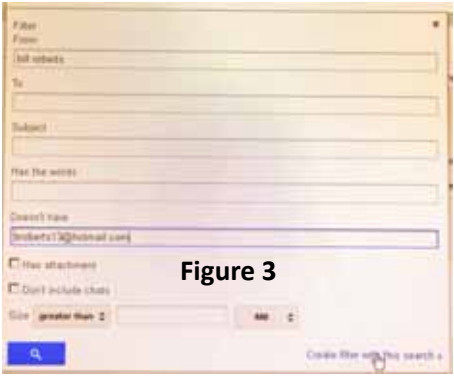 Filter
From
bill roberts
To
Subject
Has the words
Doesn't have
broberts13@hotmail.com
Has attachment
Don't include chats
Size greater than MB
Create filter with this search »
Figure 3